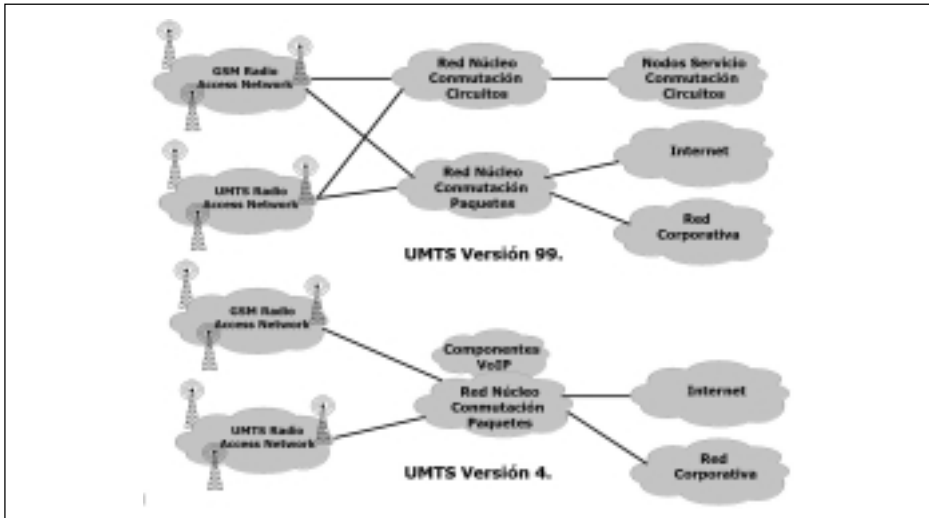 GSM Radio
Access Network
Red Núcleo
Conmutación
Circuitos
Nodos Servicio
Conmutación
Circuitos
UMTS Radio
Access Network
Red Núcleo
Conmutación
Paquetes
Internet
Red
Corporativa
UMTS Versión 99.
GSM Radio
Access Network
Componentes
VoIP
Red Núcleo
Conmutación
Paquetes
Internet
UMTS Radio
Access Network
Red
Corporativa
UMTS Versión 4.